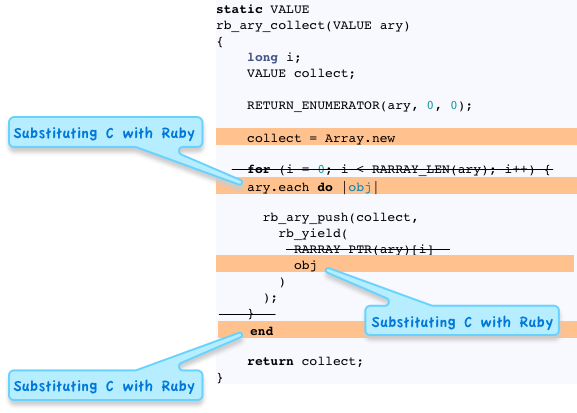 static VALUE
rb_ary_collect(VALUE ary)
{
long i;
VALUE collect;
RETURN_ENUMERATOR(ary, 0, 0);
collect = Array.new
Substituting C with Ruby
for (i = 0; i < RARRAY_LEN(ary); i++) {
ary.each do |obj|
rb_ary_push(collect,
rb_yield(
RARRAY_PTR(ary)[i]
obj
)
);
Substituting C with Ruby
}
end
return collect;
Substituting C with Ruby
}